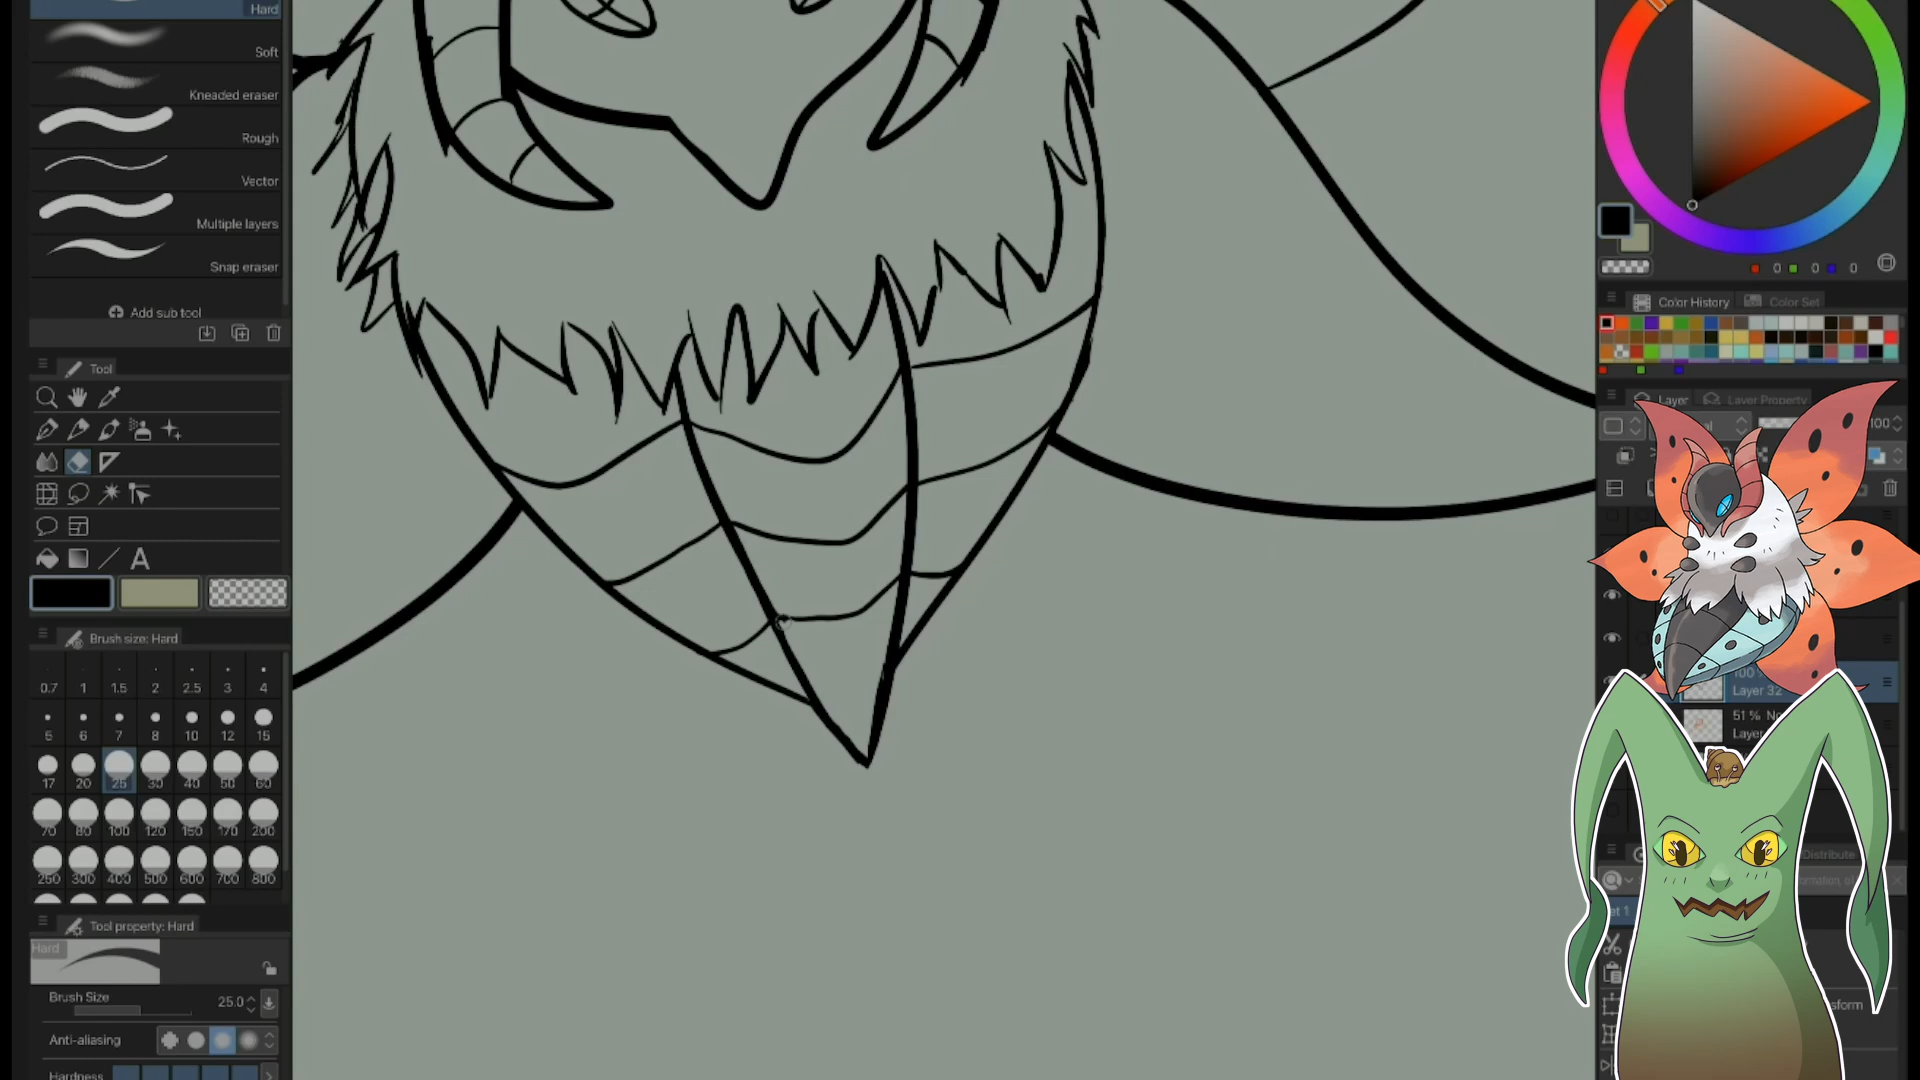 Hard
Soft
Kneaded eraser
Rough
Vector
Multiple layers
Snap eraser
Add sub tool
Tool
A
Brush size: Hard
0.7 1 1.5 2 2.5 3 4
5 6 7 8 10 12 15
17 20 25 30 40 50 60
70 80 100 120 150 170 200
250 300 400 500 600 700 800
Tool property: Hard
Hard
Brush Size 25.0
Anti-aliasing
Hardness
0 0 0
Color History Color Set
Layer Layer Property
100
100
Layer 32
51 %
Layer
Distribute